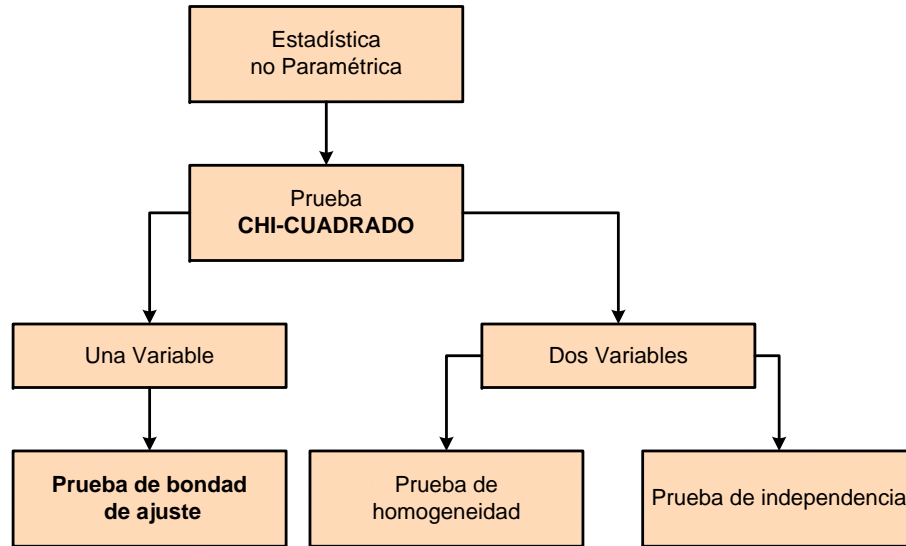 Estadística
no Paramétrica
Prueba
CHI-CUADRADO
Una Variable
Dos Variables
Prueba de bondad
de ajuste
Prueba de
homogeneidad
Prueba de independencia